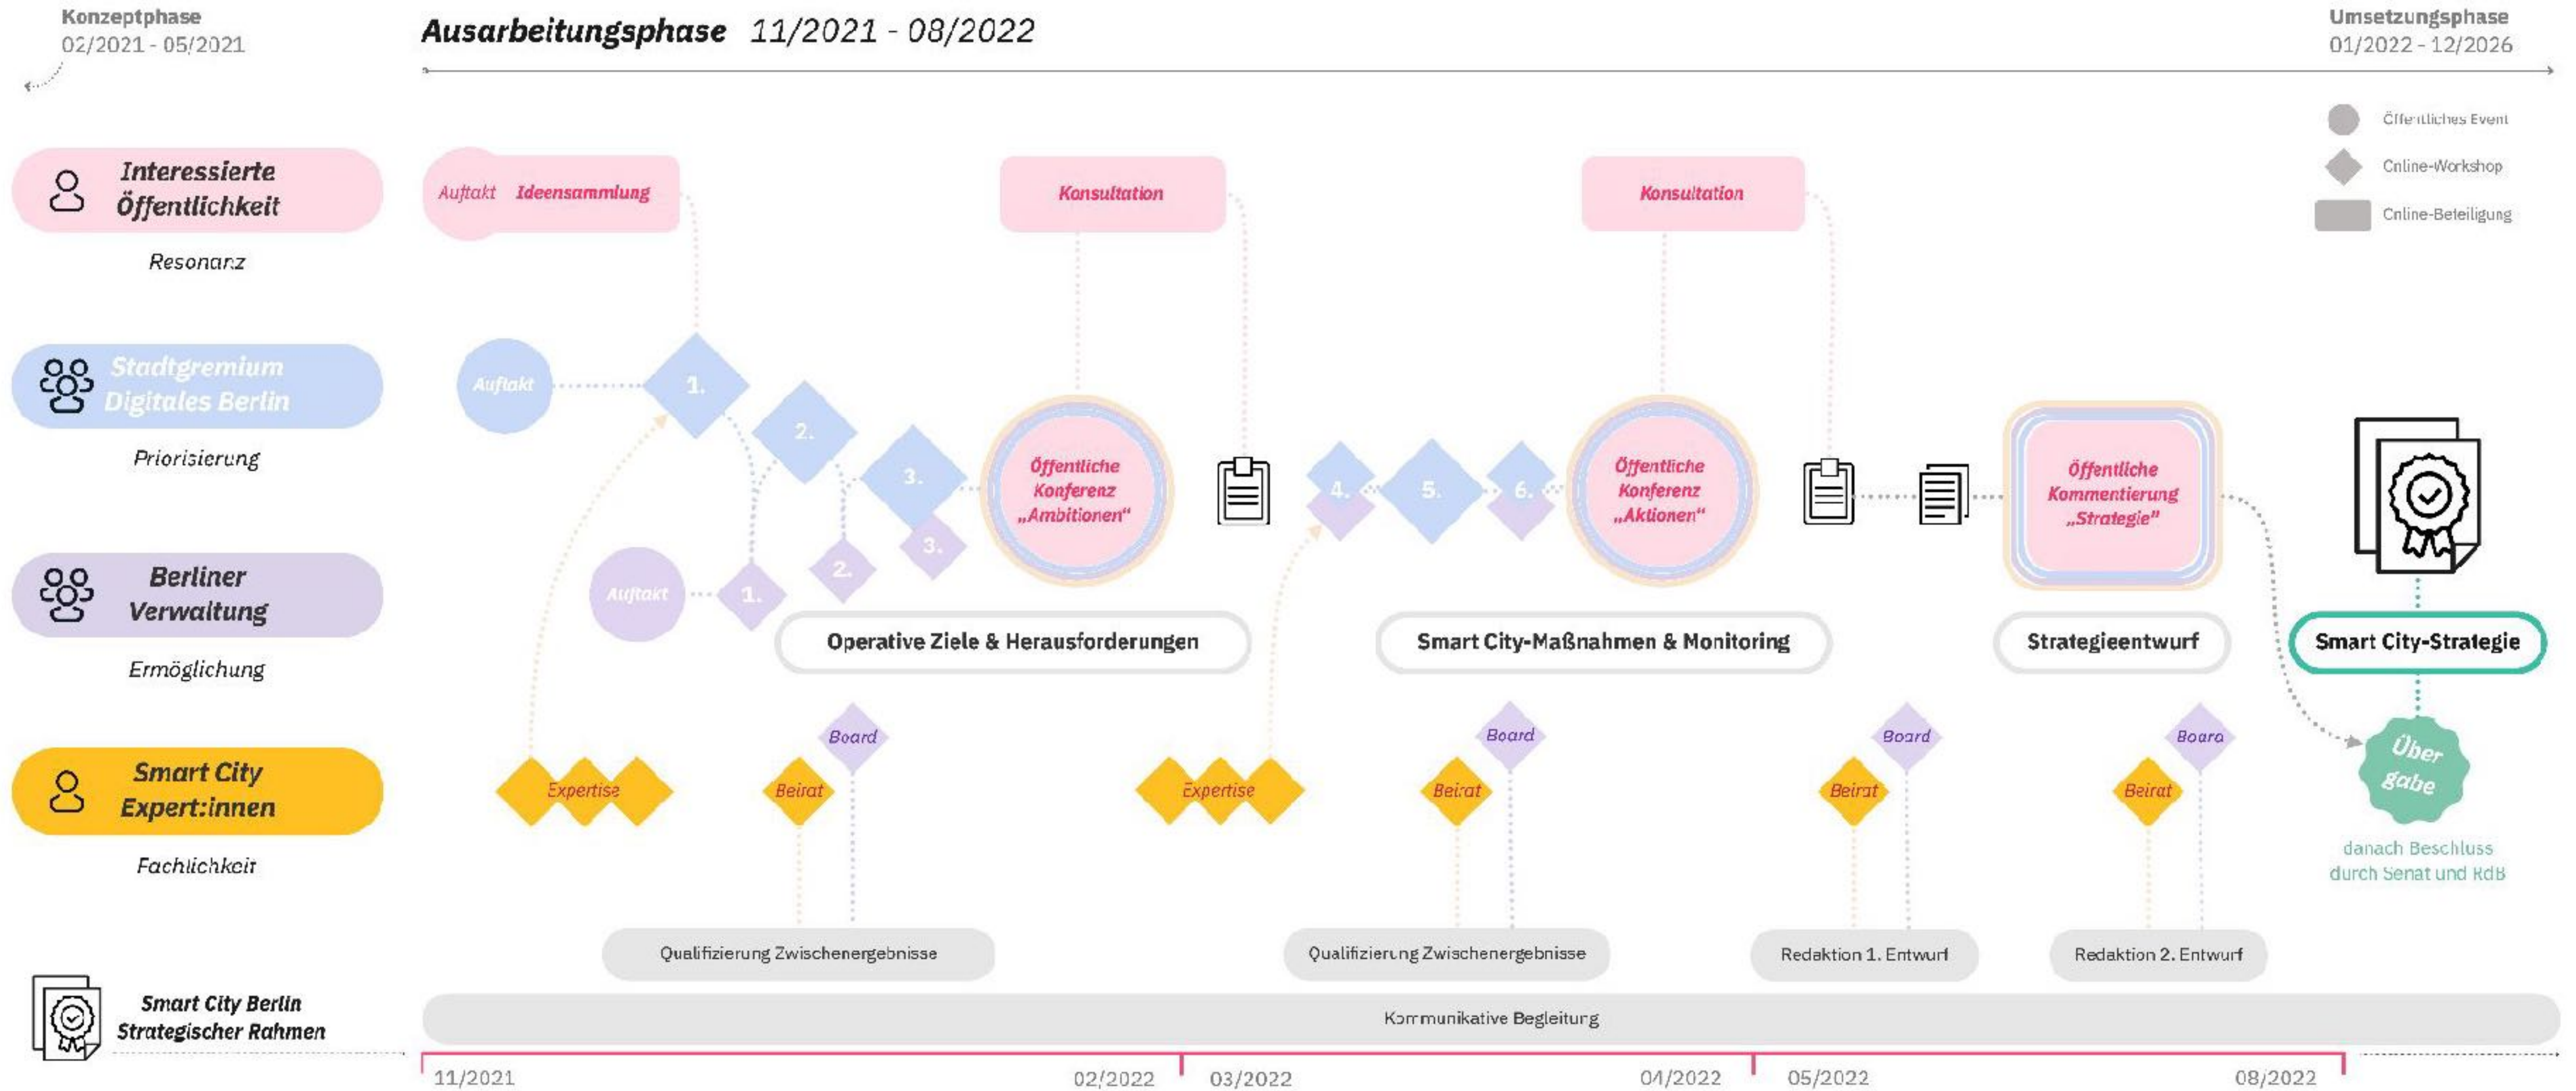 Konzeptphase
02/2021 - 05/2021
Ausarbeitungsphase 11/2021 - 08/2022
Umsetzungsphase
01/2022 - 12/2026
Öffentliches Event
Online-Workshop
Online-Beteiligung
Interessierte
Öffentlichkeit
Resonanz
Auftakt
Ideensammlung
Konsultation
Konsultation
Stadtgremium
Digitales Berlin
Priorisierung
Auftakt
1.
2.
3.
Öffentliche
Konferenz
„Ambitionen“
4.
5.
6.
Öffentliche
Konferenz
„Aktionen“
Öffentliche
Kommentierung
„Strategie"
Berliner
Verwaltung
Ermöglichung
Auftakt
1.
2.
3.
Operative Ziele & Herausforderungen
Smart City-Maßnahmen & Monitoring
Strategieentwurf
Smart City-Strategie
Smart City
Expert:innen
Fachlichkeit
Expertise
Beirat
Board
Expertise
Beirat
Board
Beirat
Board
Beirat
Board
Über
gabe
danach Beschluss
durch Senat und RdB
Qualifizierung Zwischenergebnisse
Qualifizierung Zwischenergebnisse
Redaktion 1. Entwurf
Redaktion 2. Entwurf
Smart City Berlin
Strategischer Rahmen
Kommunikative Begleitung
11/2021
02/2022
03/2022
04/2022
05/2022
08/2022